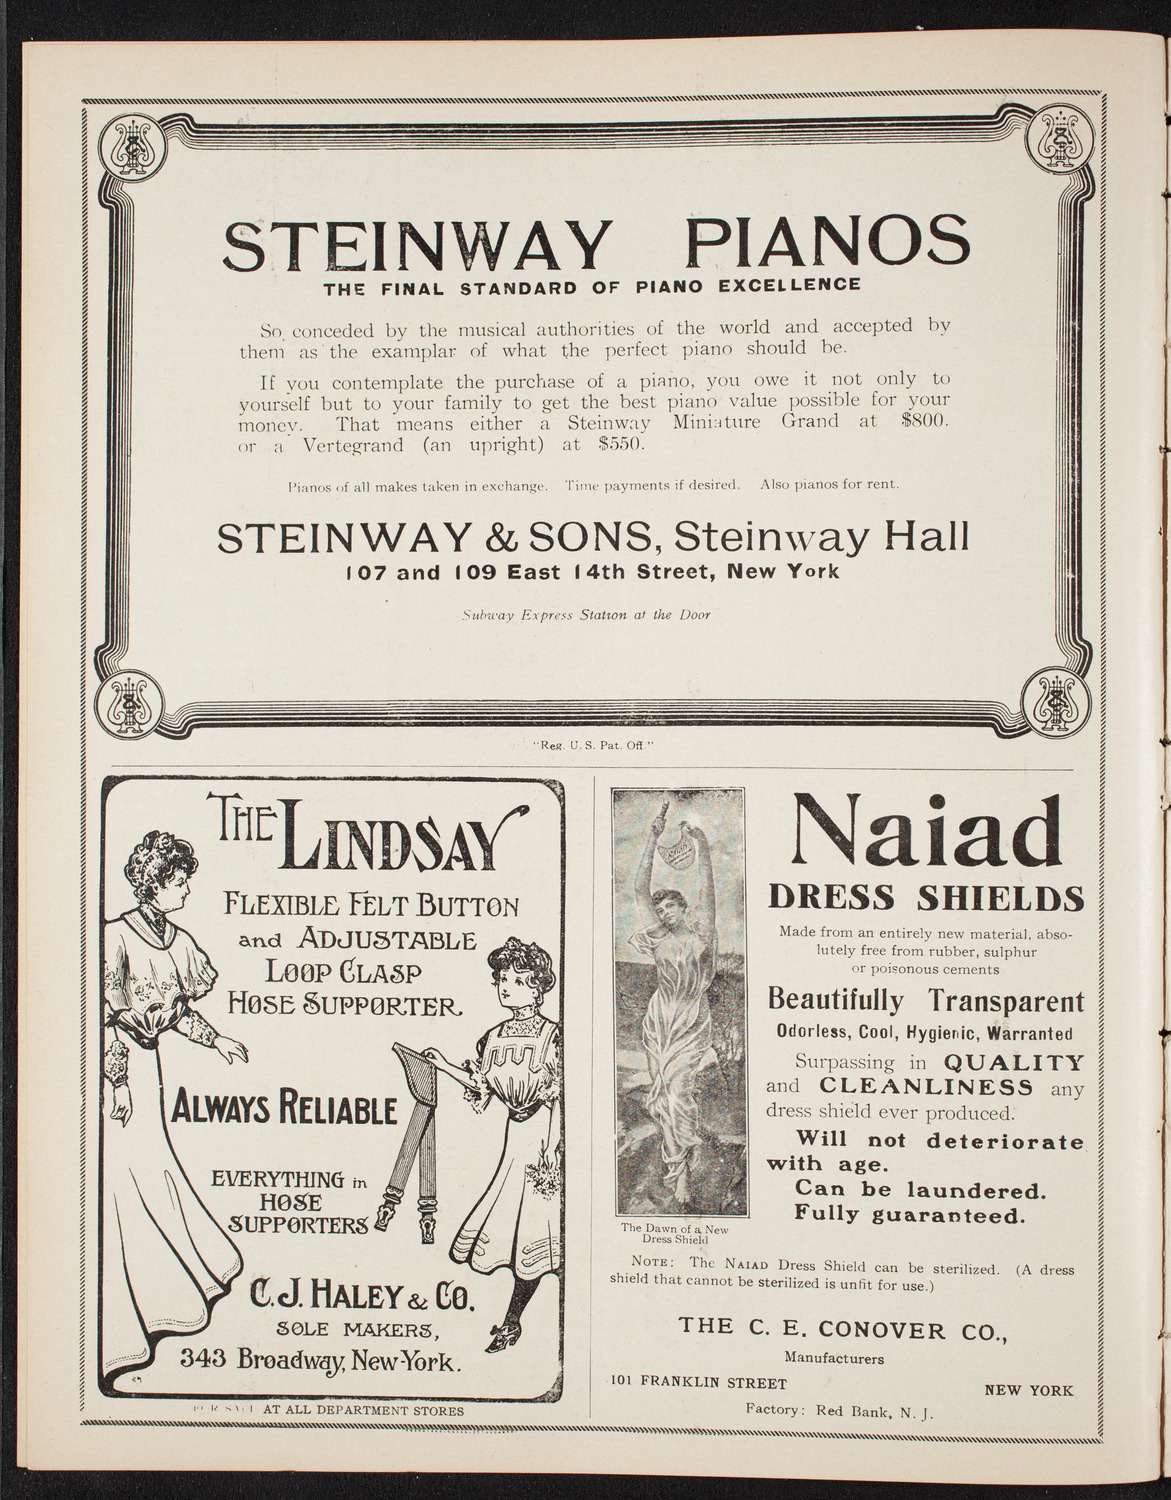 STEINWAY PIANOS
THE FINAL STANDARD OF PIANO EXCELLENCE
So conceded by the musical authorities of the world and accepted by
them as the examplar of what the perfect piano should be.
If you contemplate the purchase of a piano, you owe it not only to
yourself but to your family to get the best piano value possible for your
money. That means either a Steinway Miniature Grand at $800.
or a Vertegrand (an upright) at $550.
Pianos of all makes taken in exchange. Time payments if desired. Also pianos for rent.
STEINWAY & SONS, Steinway Hall
107 and 109 East 14th Street, New York
Subway Express Station at the Door
"Reg. U. S. Pat. Off."
THE LINDSAY
FLEXIBLE FELT BUTTON
and ADJUSTABLE
LOOP CLASP
HOSE SUPPORTER.
ALWAYS RELIABLE
EVERYTHING in
HOSE
SUPPORTERS
C. J. HALEY & CO.
SOLE MAKERS,
343 Broadway, New-York.
FOR SALE AT ALL DEPARTMENT STORES
Naiad
DRESS SHIELDS
Made from an entirely new material, abso-
lutely free from rubber, sulphur
or poisonous cements
Beautifully Transparent
Odorless, Cool, Hygienic, Warranted
Surpassing in QUALITY
and CLEANLINESS any
dress shield ever produced.
Will not deteriorate
with age.
Can be laundered.
Fully guaranteed.
The Dawn of a New
Dress Shield
NOTE: The NAIAD Dress Shield can be sterilized. (A dress
shield that cannot be sterilized is unfit for use.)
THE C. E. CONOVER CO.,
Manufacturers
101 FRANKLIN STREET
NEW YORK
Factory: Red Bank, N. J.